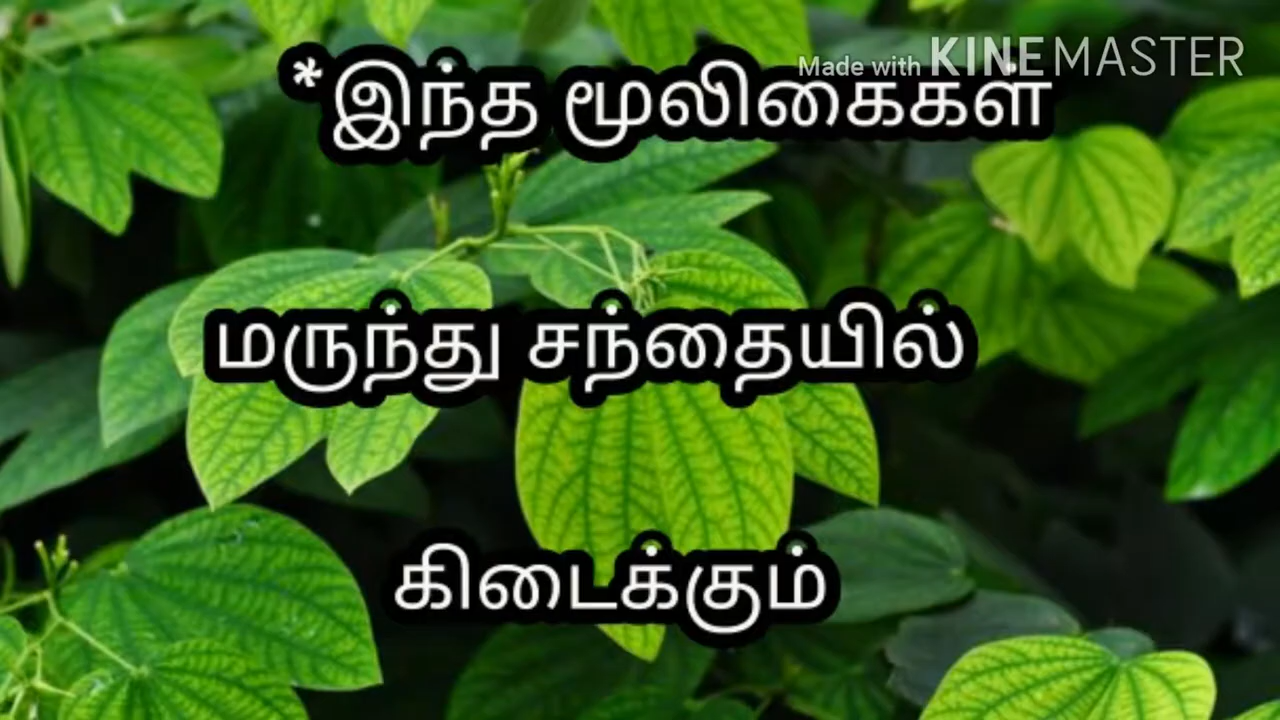 Made with KINEMASTER
*இந்த மூலிகைகள்
மருந்து சந்தையில்
கிடைக்கும்